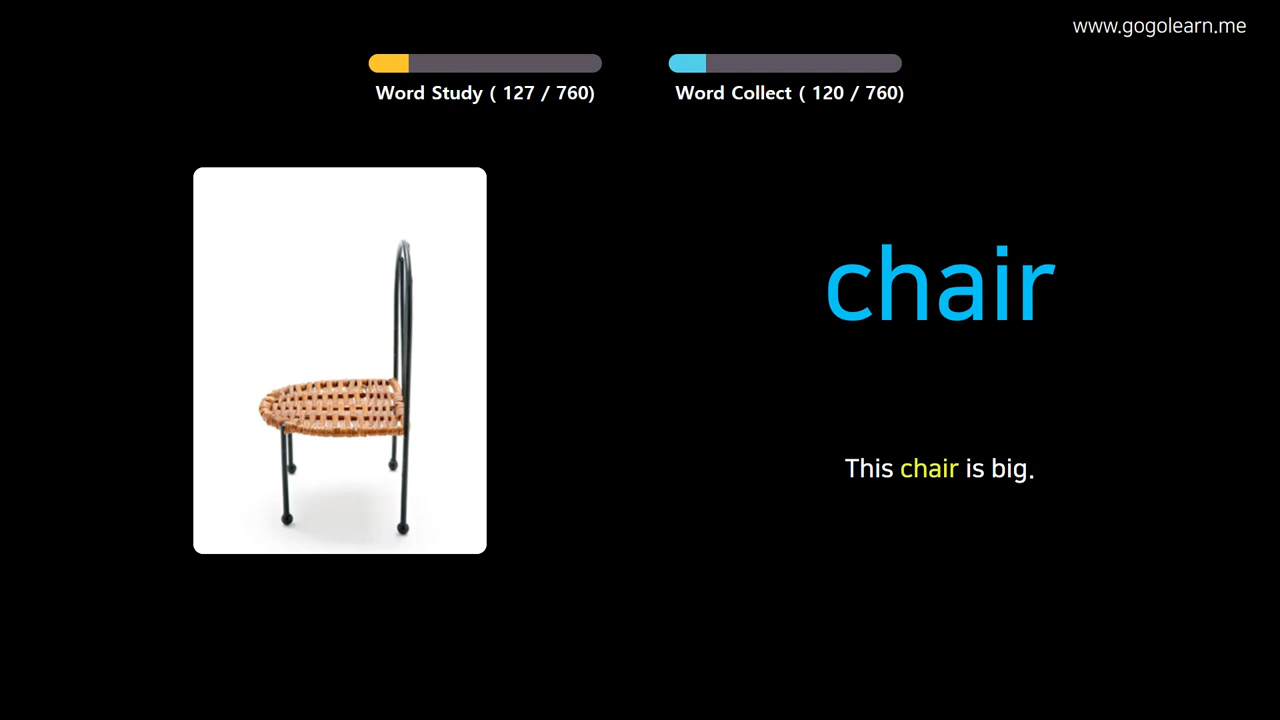 www.gogolearn.me
Word Study ( 127 / 760)
Word Collect ( 120 / 760)
chair
This chair is big.